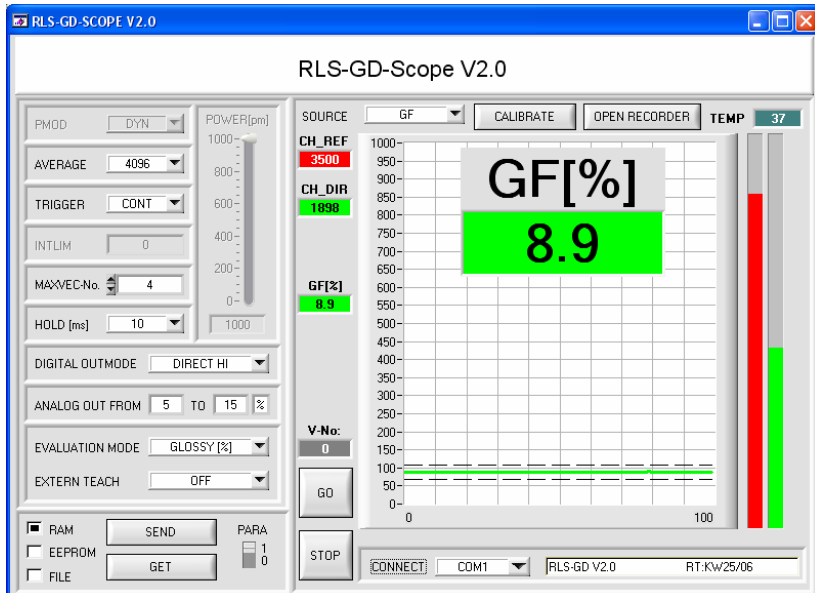 RLS-GD-SCOPE V2.0
RLS-GD-Scope V2.0
PMOD DYN
POWER[pm]
1000
800
600
400
200
0
1000
AVERAGE 4096
TRIGGER CONT
INTLIM 0
MAXVEC-No. 4
HOLD [ms] 10
DIGITAL OUTMODE DIRECT HI
ANALOG OUT FROM 5 TO 15 %
EVALUATION MODE GLOSSY [%]
EXTERN TEACH OFF
RAM
EEPROM
FILE
SEND
GET
PARA
1
0
SOURCE GF CALIBRATE OPEN RECORDER TEMP 37
CH_REF
3500
CH_DIR
1898
GF[%]
8.9
V-No:
0
GO
STOP
1000
950
900
850
800
750
700
650
600
550
500
450
400
350
300
250
200
150
100
50
0
0 100
GF[%]
8.9
CONNECT COM1 RLS-GD V2.0 RT:KW25/06